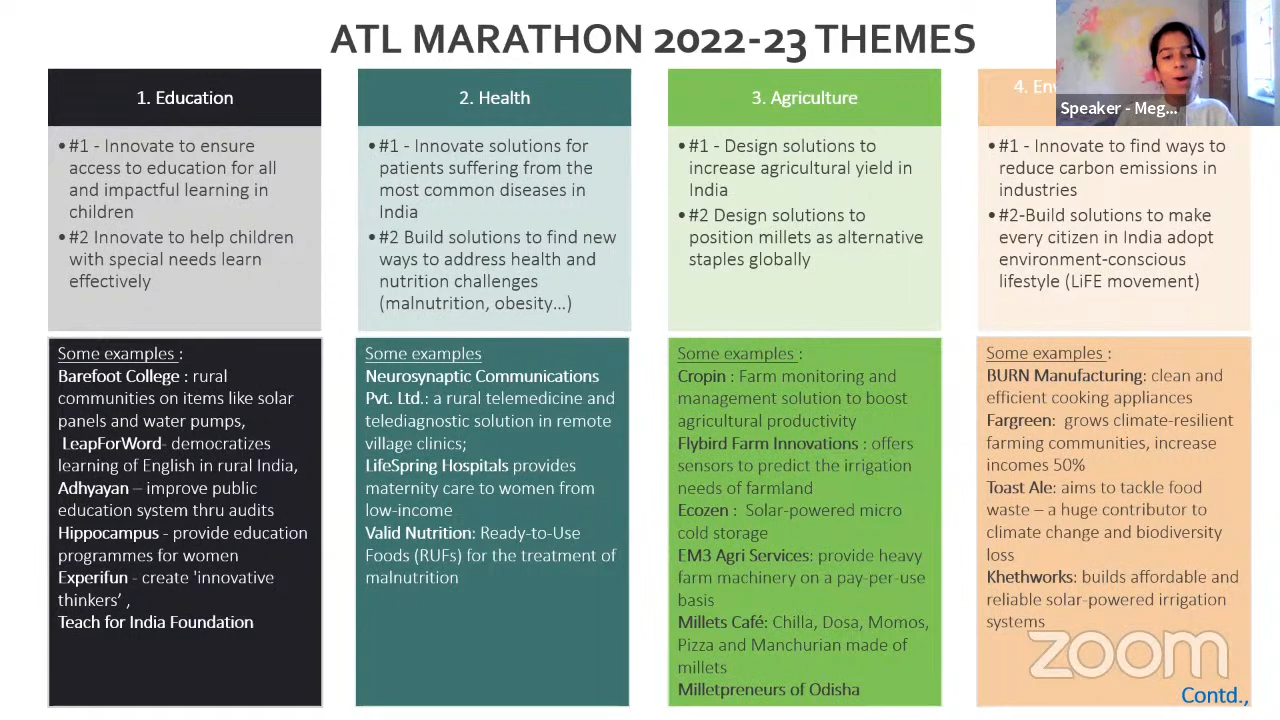 ATL MARATHON 2022-23 THEMES
Speaker - Meg...
1. Education
• #1 - Innovate to ensure
access to education for all
and impactful learning in
children
• #2 Innovate to help children
with special needs learn
effectively
Some examples :
Barefoot College : rural
communities on items like solar
panels and water pumps,
LeapForWord- democratizes
learning of English in rural India,
Adhyayan – improve public
education system thru audits
Hippocampus - provide education
programmes for women
Experifun - create 'innovative
thinkers’ ,
Teach for India Foundation
2. Health
• #1 - Innovate solutions for
patients suffering from the
most common diseases in
India
• #2 Build solutions to find new
ways to address health and
nutrition challenges
(malnutrition, obesity…)
Some examples
Neurosynaptic Communications
Pvt. Ltd.: a rural telemedicine and
telediagnostic solution in remote
village clinics;
LifeSpring Hospitals provides
maternity care to women from
low-income
Valid Nutrition: Ready-to-Use
Foods (RUFs) for the treatment of
malnutrition
3. Agriculture
• #1 - Design solutions to
increase agricultural yield in
India
• #2 Design solutions to
position millets as alternative
staples globally
Some examples :
Cropin : Farm monitoring and
management solution to boost
agricultural productivity
Flybird Farm Innovations : offers
sensors to predict the irrigation
needs of farmland
Ecozen : Solar-powered micro
cold storage
EM3 Agri Services: provide heavy
farm machinery on a pay-per-use
basis
Millets Café: Chilla, Dosa, Momos,
Pizza and Manchurian made of
millets
Milletpreneurs of Odisha
4.
• #1 - Innovate to find ways to
reduce carbon emissions in
industries
• #2-Build solutions to make
every citizen in India adopt
environment-conscious
lifestyle (LiFE movement)
Some examples :
BURN Manufacturing: clean and
efficient cooking appliances
Fargreen: grows climate-resilient
farming communities, increase
incomes 50%
Toast Ale: aims to tackle food
waste – a huge contributor to
climate change and biodiversity
loss
Khethworks: builds affordable and
reliable solar-powered irrigation
systems
zoom
Contd.,